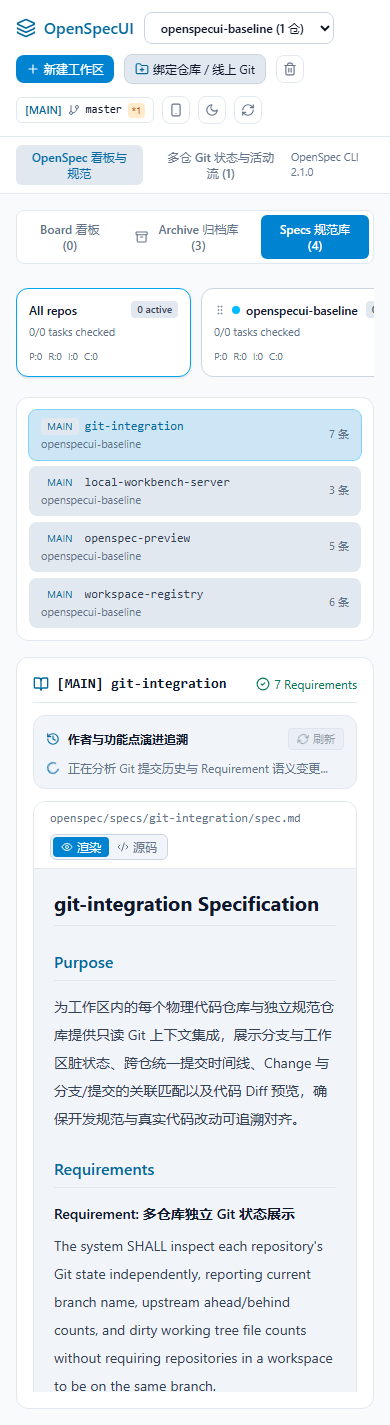 OpenSpecUI
openspecui-baseline (1 仓)
新建工作区
绑定仓库 / 线上 Git
[MAIN] master *1
OpenSpec 看板与
规范
多仓 Git 状态与活动
流 (1)
OpenSpec CLI
2.1.0
Board 看板
(0)
Archive 归档库
(3)
Specs 规范库
(4)
All repos
0 active
0/0 tasks checked
P:0 R:0 I:0 C:0
openspecui-baseline
0/0 tasks checked
P:0 R:0 I:0 C:0
MAIN git-integration
openspecui-baseline
7 条
MAIN local-workbench-server
openspecui-baseline
3 条
MAIN openspec-preview
openspecui-baseline
5 条
MAIN workspace-registry
openspecui-baseline
6 条
[MAIN] git-integration
7 Requirements
作者与功能点演进追溯
刷新
正在分析 Git 提交历史与 Requirement 语义变更...
openspec/specs/git-integration/spec.md
渲染
源码
git-integration Specification
Purpose
为工作区内的每个物理代码仓库与独立规范仓
库提供只读 Git 上下文集成，展示分支与工作
区脏状态、跨仓统一提交时间线、Change 与
分支/提交的关联匹配以及代码 Diff 预览，确
保开发规范与真实代码改动可追溯对齐。
Requirements
Requirement: 多仓库独立 Git 状态展示
The system SHALL inspect each repository's
Git state independently, reporting current
branch name, upstream ahead/behind
counts, and dirty working tree file counts
without requiring repositories in a workspace
to be on the same branch.